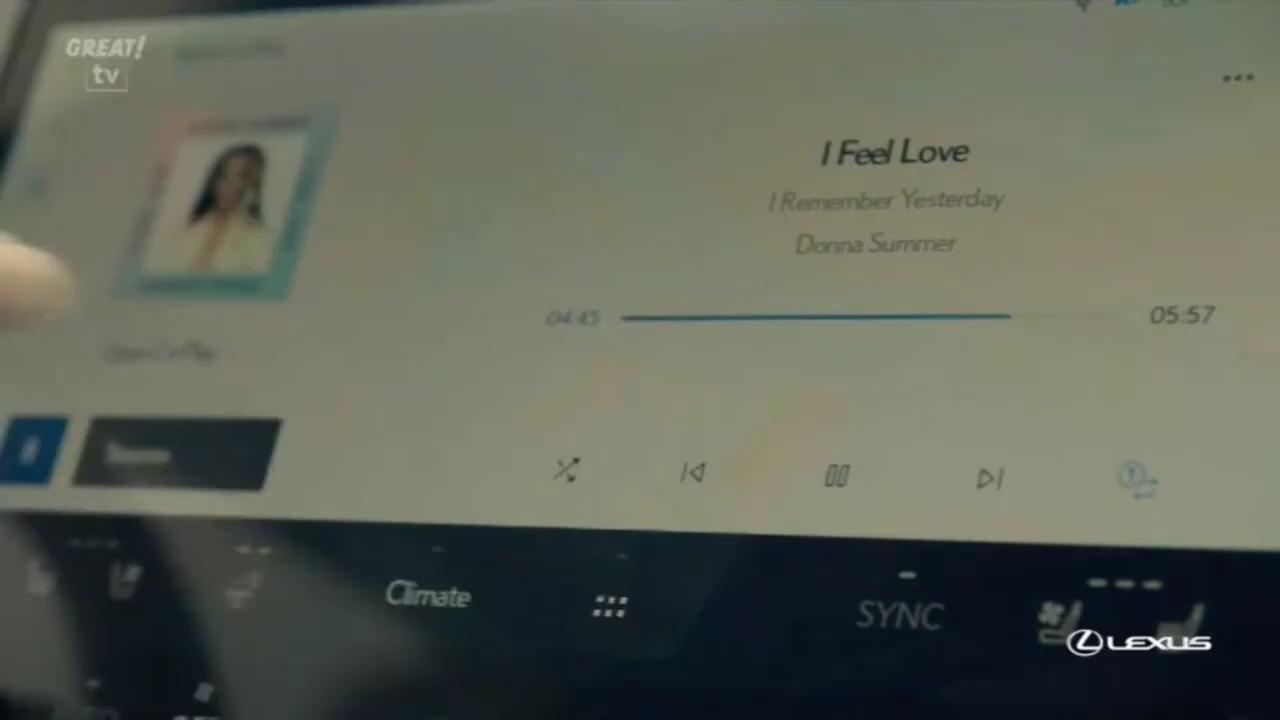 GREAT!
tv
I Feel Love
I Remember Yesterday
Donna Summer
04:45
05:57
Climate
SYNC
LEXUS